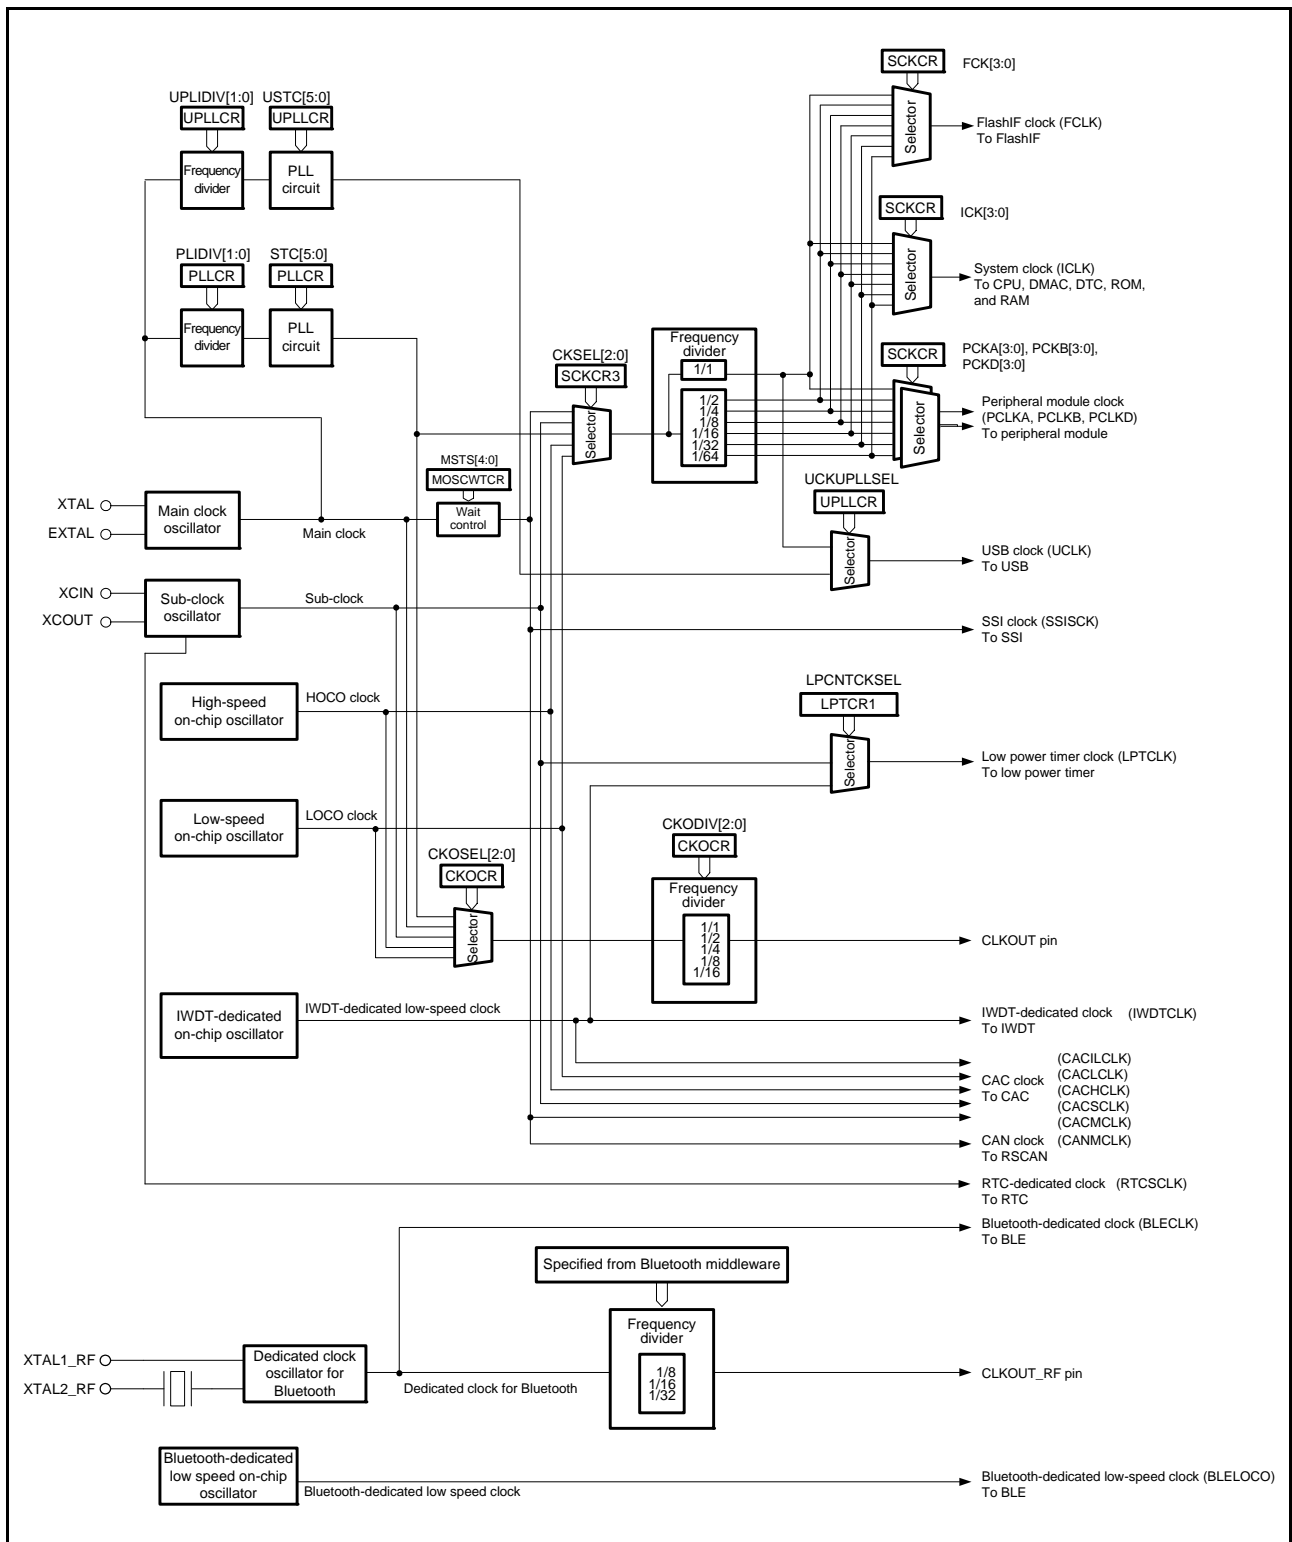 SCKCR FCK[3:0]
UPLIDIV[1:0] USTC[5:0]
UPLLCR UPLLCR
Selector
FlashIF clock (FCLK)
To FlashIF
Frequency
divider
PLL
circuit
SCKCR ICK[3:0]
PLIDIV[1:0] STC[5:0]
PLLCR PLLCR
Selector
System clock (ICLK)
To CPU, DMAC, DTC, ROM,
and RAM
Frequency
divider
PLL
circuit
Frequency
divider
1/1
1/2
1/4
1/8
1/16
1/32
1/64
CKSEL[2:0]
SCKCR3
Selector
SCKCR PCKA[3:0], PCKB[3:0],
PCKD[3:0]
Selector
Peripheral module clock
(PCLKA, PCLKB, PCLKD)
To peripheral module
MSTS[4:0]
MOSCWTCR
Wait
control
UCKUPLLSEL
UPLLCR
Selector
USB clock (UCLK)
To USB
XTAL
EXTAL
Main clock
oscillator
Main clock
XCIN
XCOUT
Sub-clock
oscillator
Sub-clock
SSI clock (SSISCK)
To SSI
High-speed
on-chip oscillator
HOCO clock
LPCNTCKSEL
LPTCR1
Selector
Low power timer clock (LPTCLK)
To low power timer
Low-speed
on-chip oscillator
LOCO clock
CKOSEL[2:0]
CKOCR
Selector
CKODIV[2:0]
CKOCR
Frequency
divider
1/1
1/2
1/4
1/8
1/16
CLKOUT pin
IWDT-dedicated
on-chip oscillator
IWDT-dedicated low-speed clock
IWDT-dedicated clock (IWDTCLK)
To IWDT
CAC clock
To CAC
(CACILCLK)
(CACLCLK)
(CACHCLK)
(CACSCLK)
(CACMCLK)
CAN clock (CANMCLK)
To RSCAN
RTC-dedicated clock (RTCSCLK)
To RTC
Bluetooth-dedicated clock (BLECLK)
To BLE
Specified from Bluetooth middleware
Frequency
divider
1/8
1/16
1/32
XTAL1_RF
XTAL2_RF
Dedicated clock
oscillator for
Bluetooth
Dedicated clock for Bluetooth
CLKOUT_RF pin
Bluetooth-dedicated
low speed on-chip
oscillator
Bluetooth-dedicated low speed clock
Bluetooth-dedicated low-speed clock (BLELOCO)
To BLE